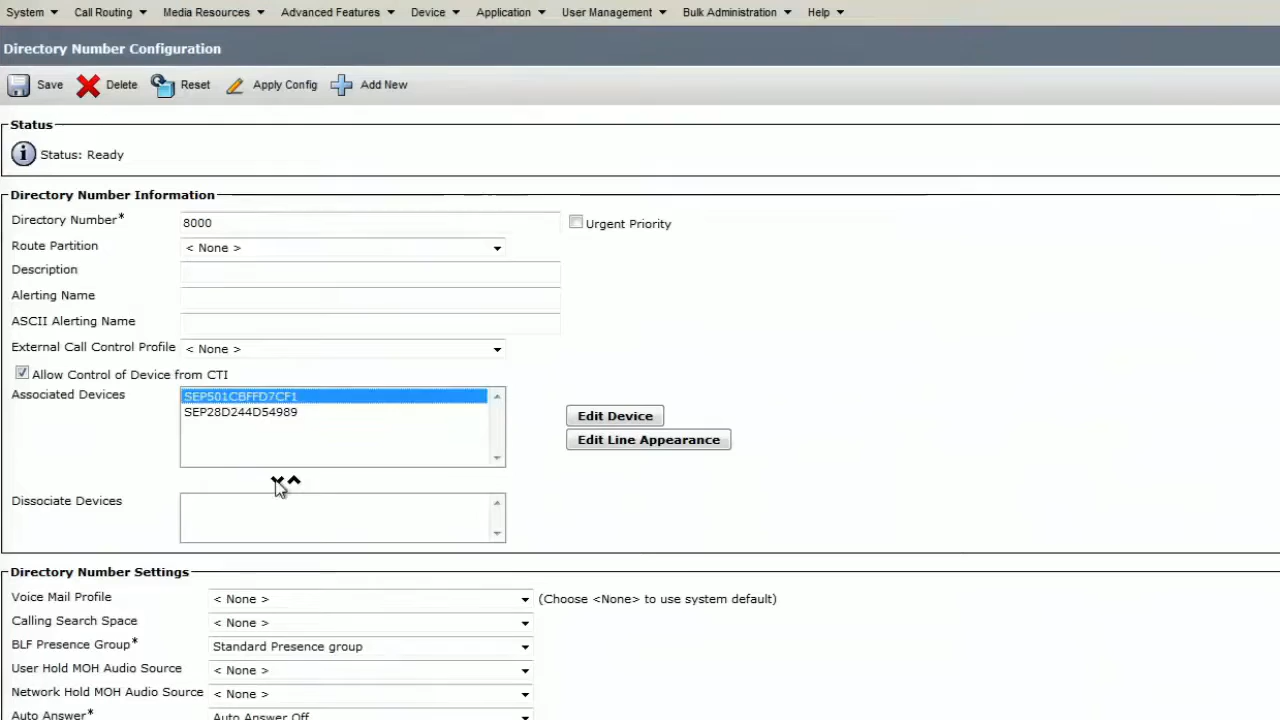 System Call Routing Media Resources Advanced Features Device Application User Management Bulk Administration Help
Directory Number Configuration
Save Delete Reset Apply Config Add New
Status
Status: Ready
Directory Number Information
Directory Number* 8000 Urgent Priority
Route Partition < None >
Description
Alerting Name
ASCII Alerting Name
External Call Control Profile < None >
Allow Control of Device from CTI
Associated Devices SEP501CBFFD7CF1
SEP28D244D54989
Edit Device
Edit Line Appearance
Dissociate Devices
Directory Number Settings
Voice Mail Profile < None > (Choose <None> to use system default)
Calling Search Space < None >
BLF Presence Group* Standard Presence group
User Hold MOH Audio Source < None >
Network Hold MOH Audio Source < None >
Auto Answer* Auto Answer Off